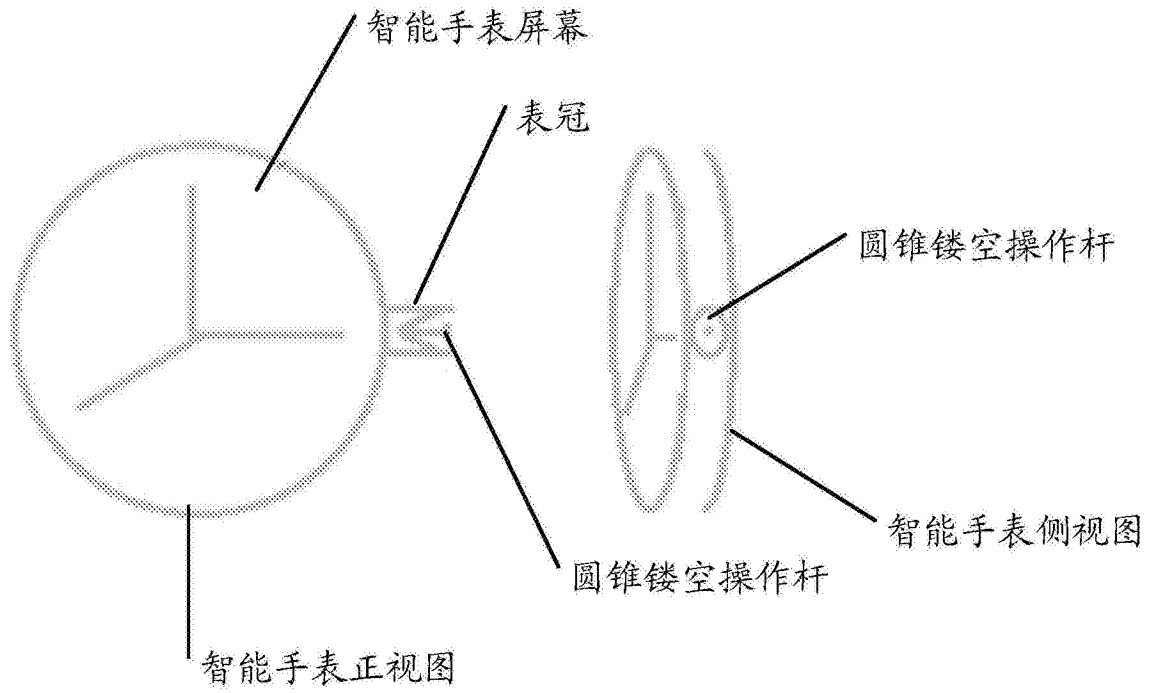 智能手表屏幕
表冠
圆锥镂空操作杆
智能手表侧视图
圆锥镂空操作杆
智能手表正视图